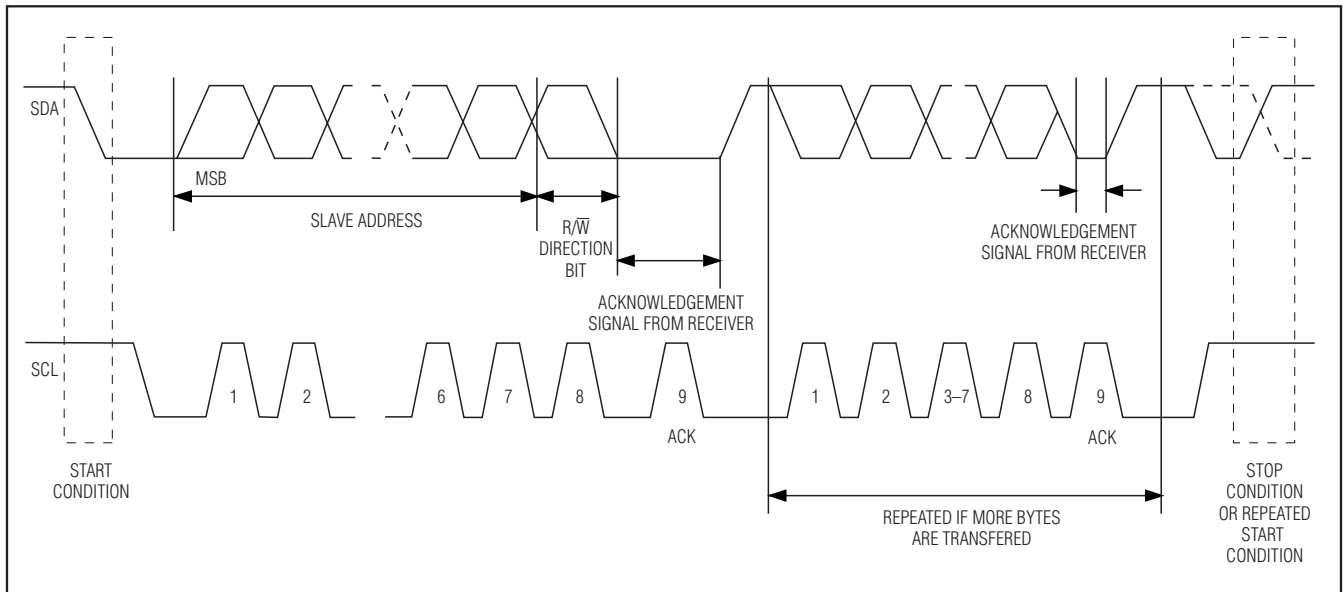 SDA
MSB
SLAVE ADDRESS
R/W̅
DIRECTION
BIT
ACKNOWLEDGEMENT
SIGNAL FROM RECEIVER
ACKNOWLEDGEMENT
SIGNAL FROM RECEIVER
SCL
1 2 6 7 8 9 1 2 3–7 8 9
ACK ACK
START
CONDITION
REPEATED IF MORE BYTES
ARE TRANSFERED
STOP
CONDITION
OR REPEATED
START
CONDITION